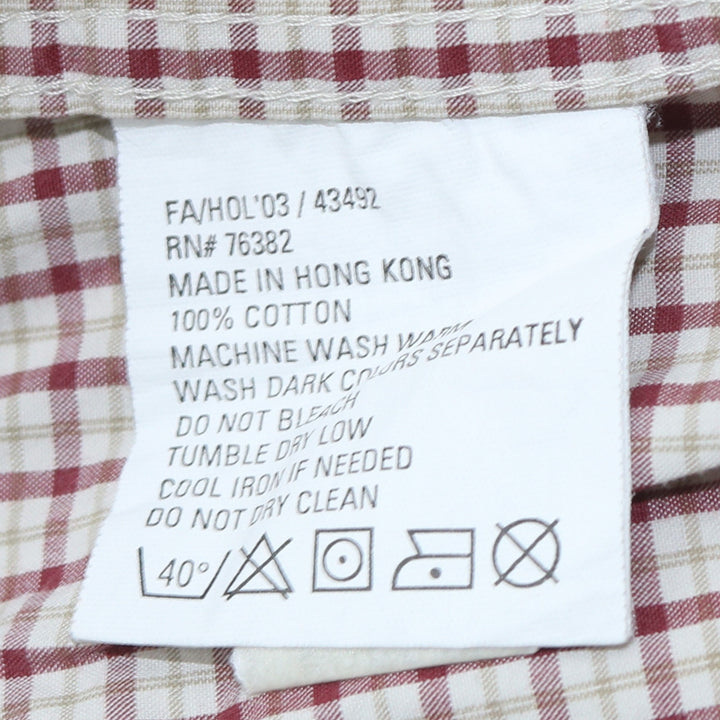 FA/HOL'03 / 43492
RN# 76382
MADE IN HONG KONG
100% COTTON
MACHINE WASH WARM
WASH DARK COLORS SEPARATELY
DO NOT BLEACH
TUMBLE DRY LOW
COOL IRON IF NEEDED
DO NOT DRY CLEAN
40°